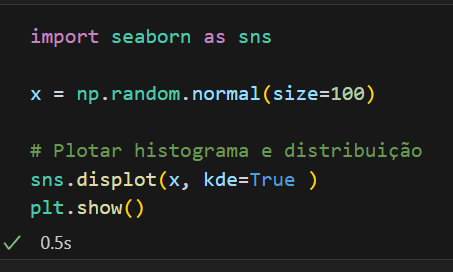 import seaborn as sns
x = np.random.normal(size=100)
# Plotar histograma e distribuição
sns.displot(x, kde=True )
plt.show()
0.5s